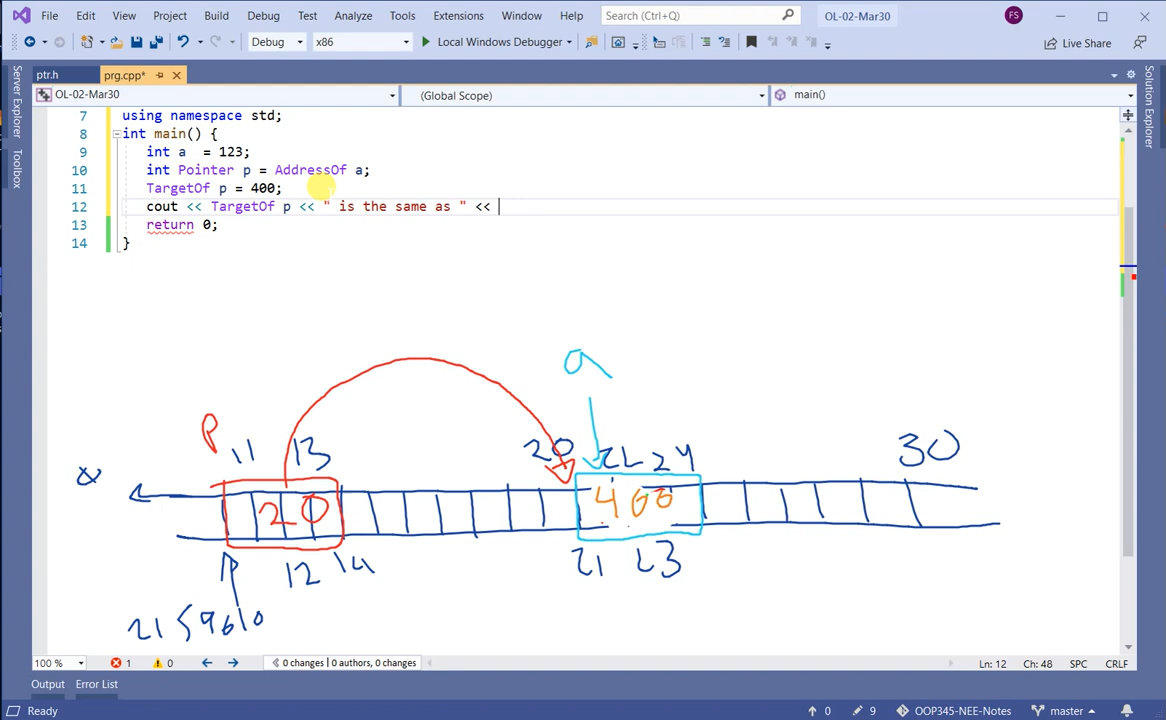 File Edit View Project Build Debug Test Analyze Tools Extensions Window Help Search (Ctrl+Q) OL-02-Mar30 FS
Debug x86 Local Windows Debugger Live Share
ptr.h prg.cpp*
OL-02-Mar30 (Global Scope) main()
Server Explorer
Toolbox
Solution Explorer
7 using namespace std;
8 int main() {
9 int a = 123;
10 int Pointer p = AddressOf a;
11 TargetOf p = 400;
12 cout << TargetOf p << " is the same as " <<
13 return 0;
14 }
a
P 11 13 20 22 24 30
20 400
12 14 21 23
100 % 1 0 0 changes | 0 authors, 0 changes Ln: 12 Ch: 48 SPC CRLF
Output Error List
Ready 0 9 OOP345-NEE-Notes master